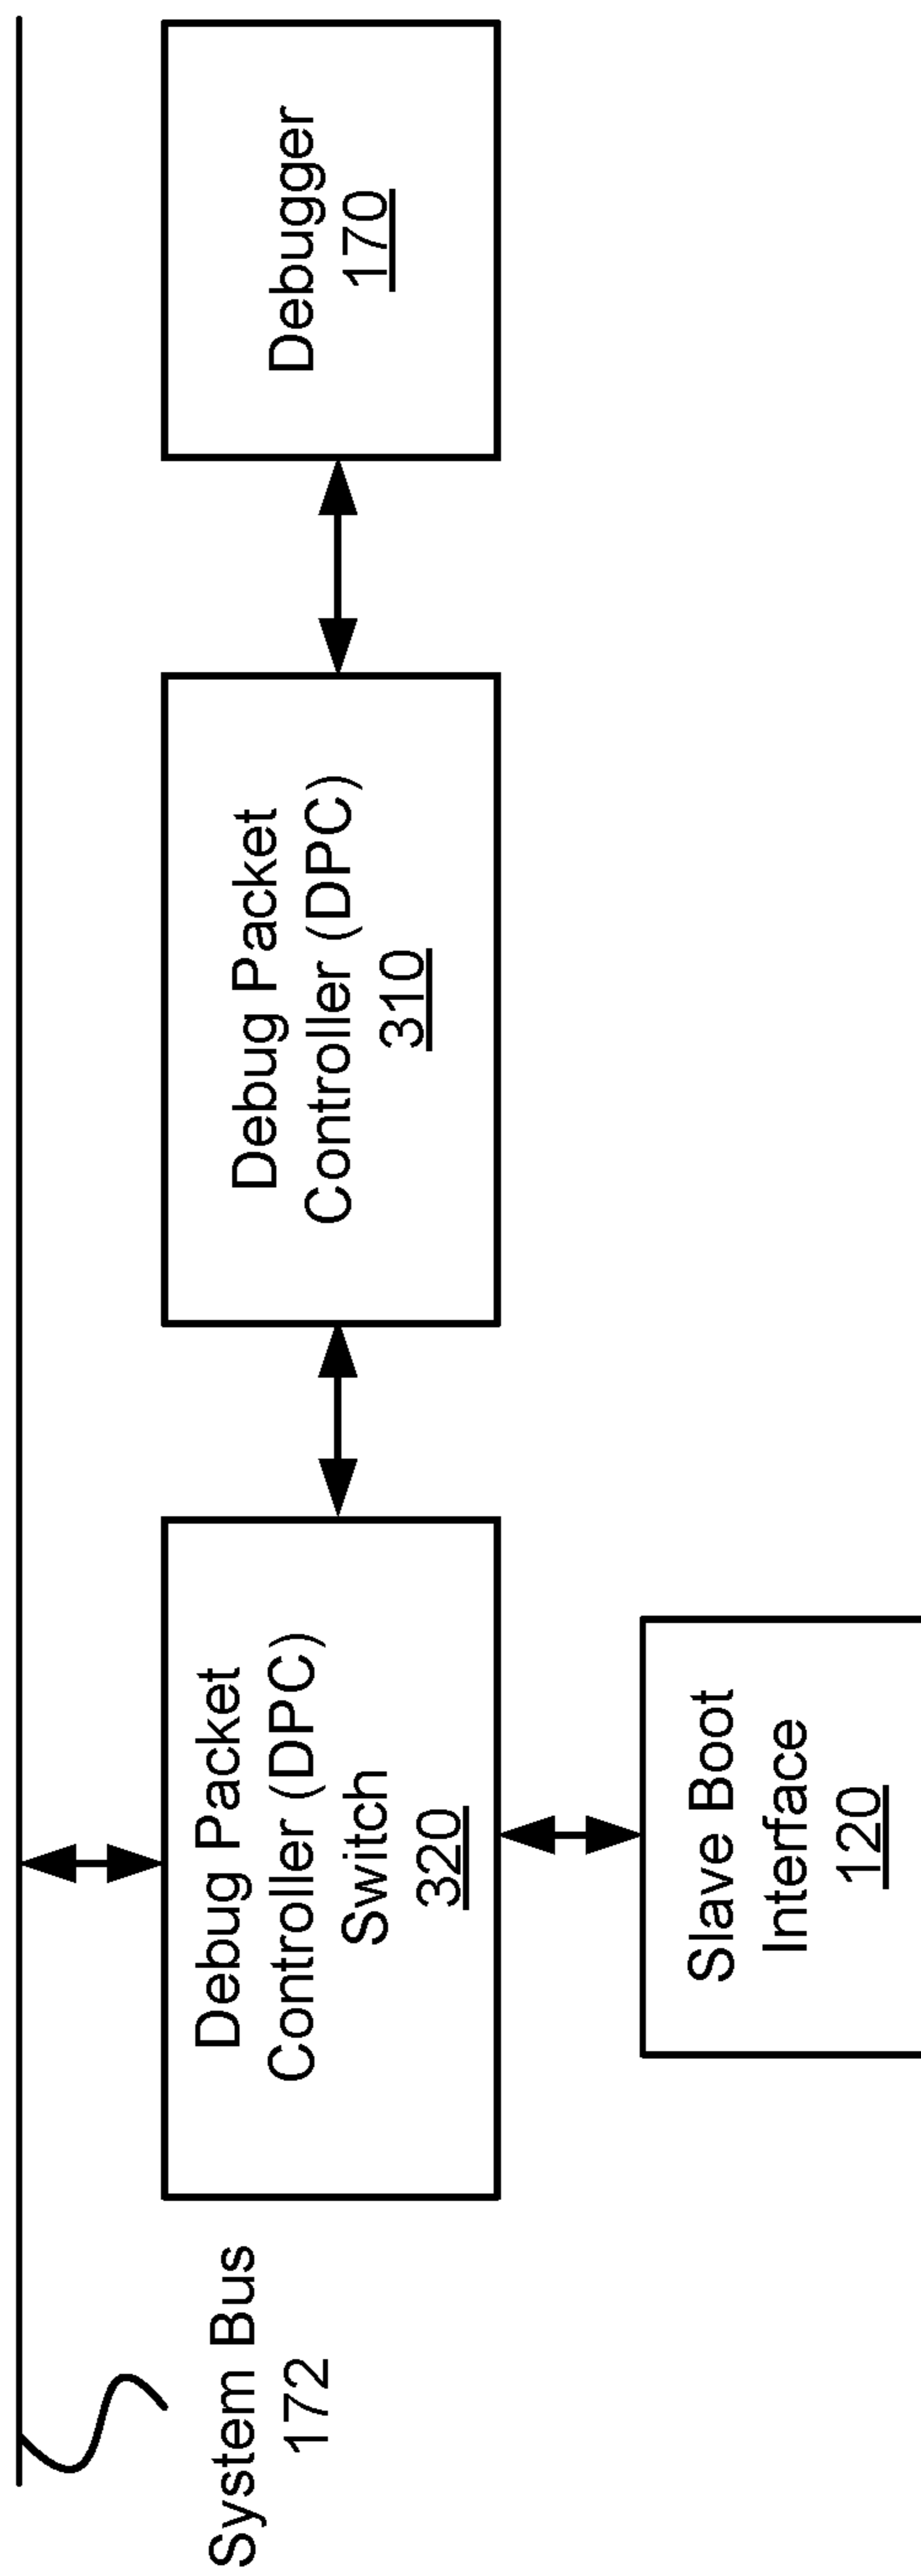 System Bus
172
Debug Packet
Controller (DPC)
Switch
320
Debug Packet
Controller (DPC)
310
Debugger
170
Slave Boot
Interface
120